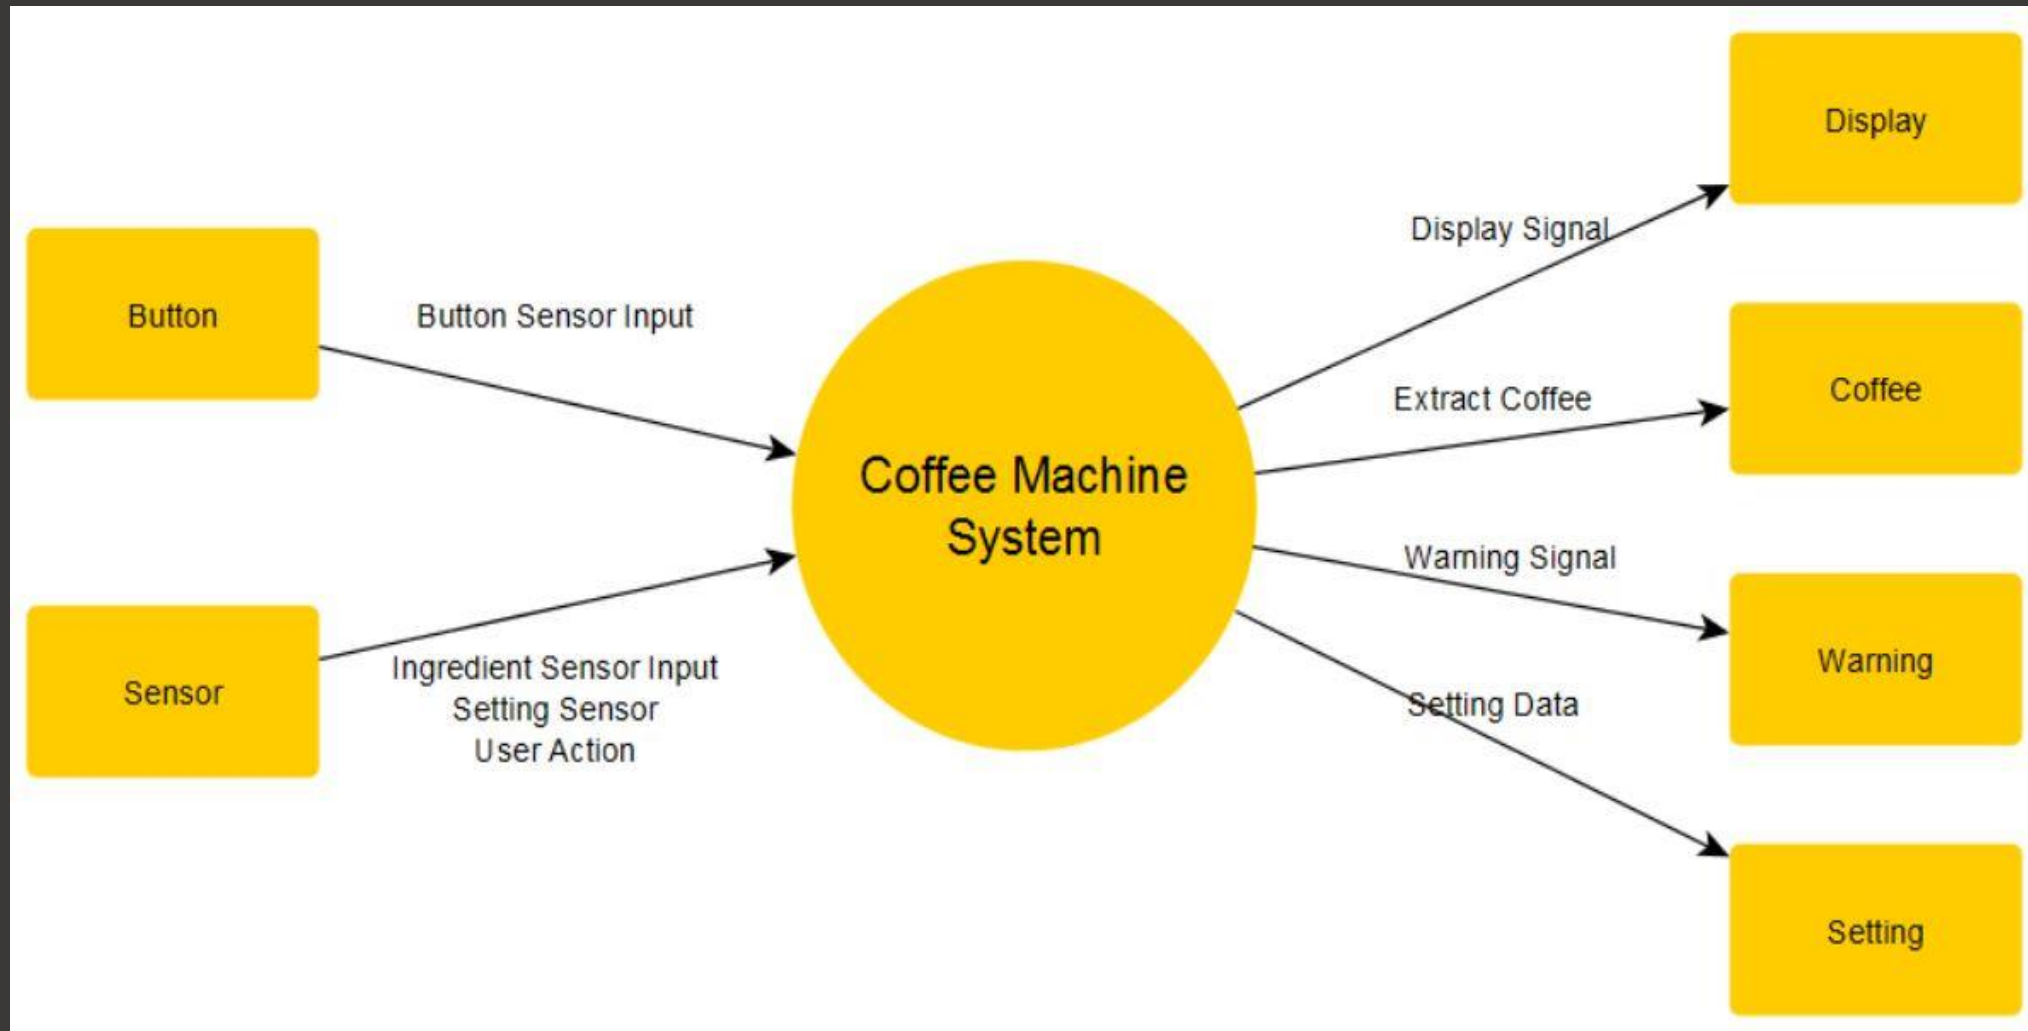 Display
Display Signal
Button
Button Sensor Input
Extract Coffee
Coffee
Coffee Machine
System
Warning Signal
Warning
Sensor
Ingredient Sensor Input
Setting Sensor
User Action
Setting Data
Setting